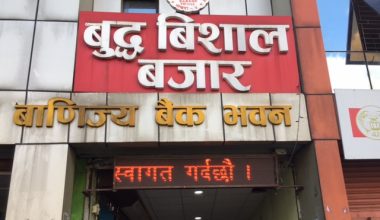 बुद्ध बिशाल
बजार
बाणिज्य बैंक भवन
स्वागत गर्दछौ ।